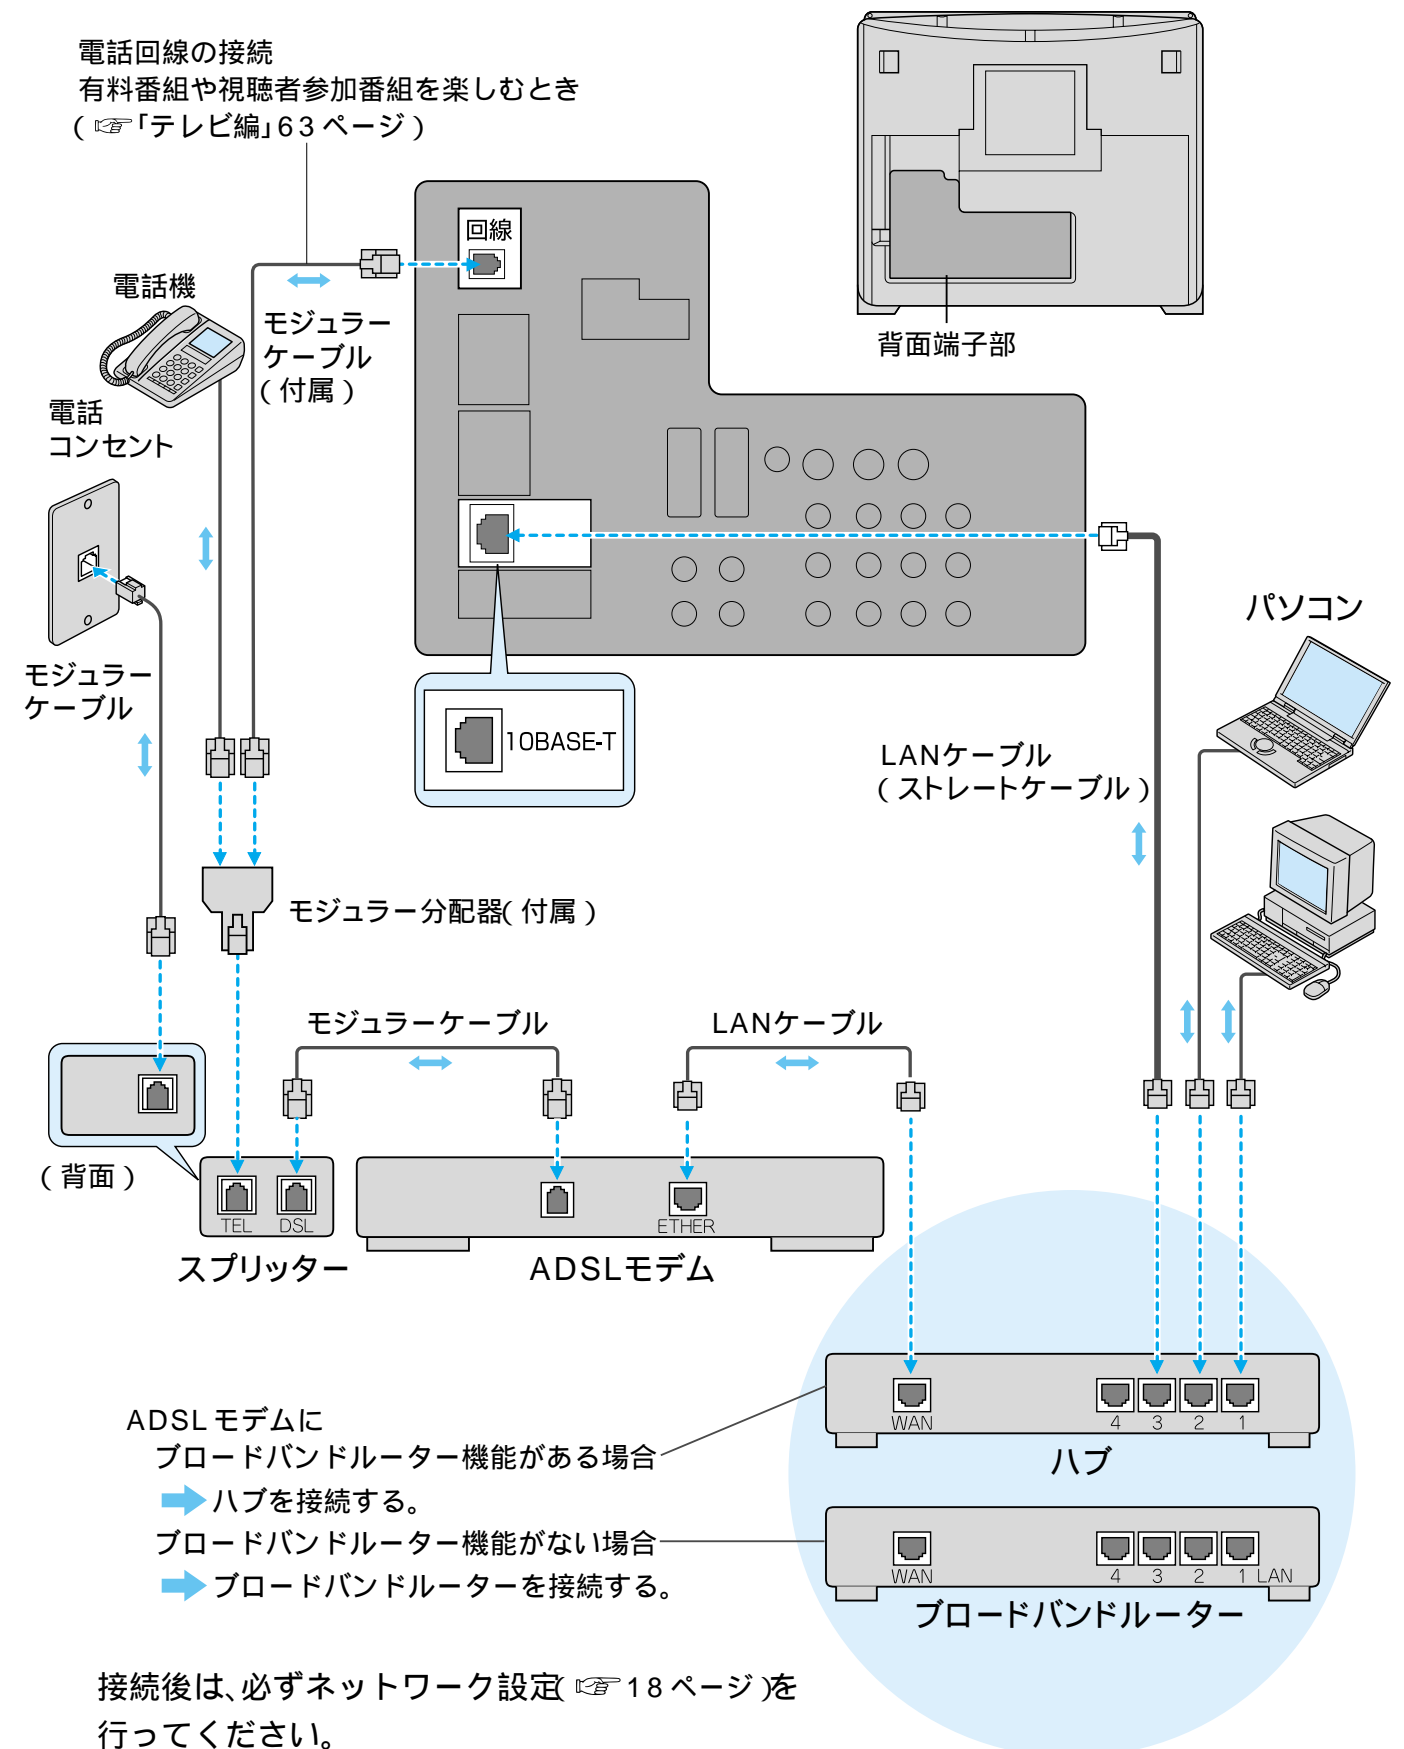 電話回線の接続
有料番組や視聴者参加番組を楽しむとき
(☞「テレビ編」63ページ)
回線
電話機
モジュラー
ケーブル
(付属)
背面端子部
電話
コンセント
モジュラー
ケーブル
10BASE-T
パソコン
LANケーブル
(ストレートケーブル)
モジュラー分配器(付属)
モジュラーケーブル
LANケーブル
(背面)
TEL
DSL
ETHER
スプリッター
ADSLモデム
WAN
4 3 2 1
ハブ
ADSLモデムに
ブロードバンドルーター機能がある場合
ハブを接続する。
ブロードバンドルーター機能がない場合
ブロードバンドルーターを接続する。
WAN
4 3 2 1 LAN
ブロードバンドルーター
接続後は、必ずネットワーク設定(☞18ページ)を
行ってください。